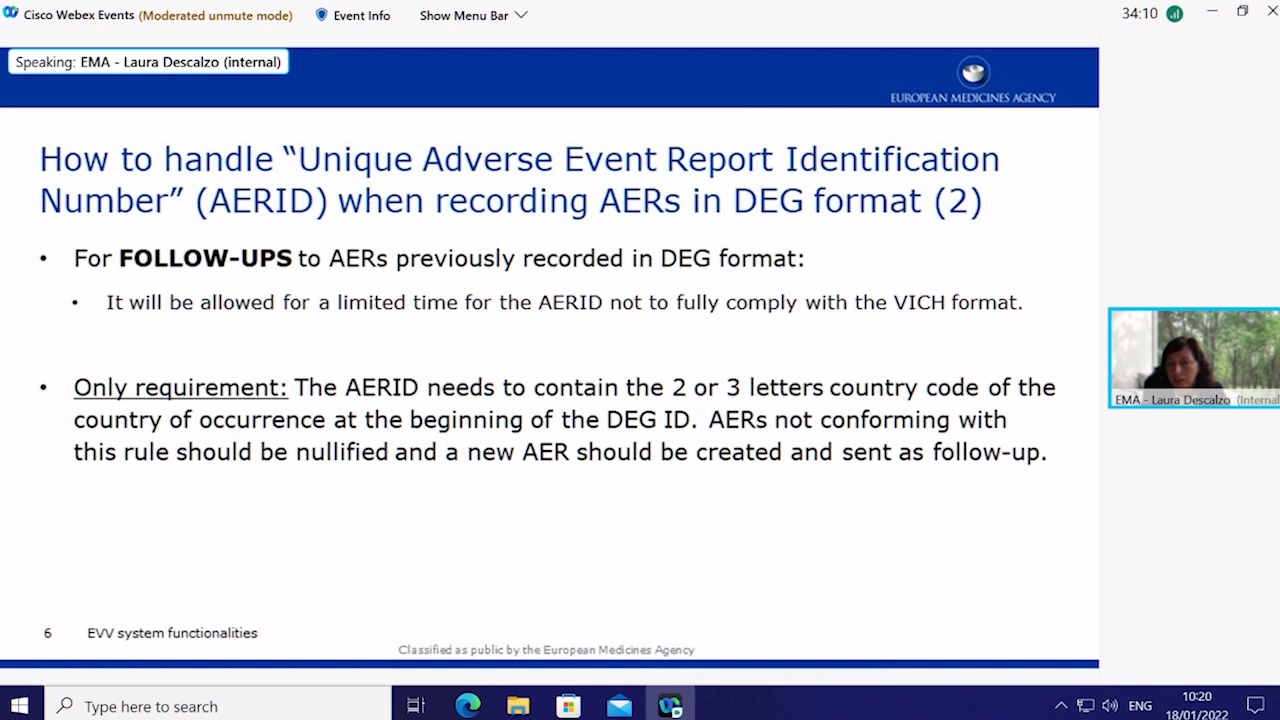 Cisco Webex Events (Moderated unmute mode) Event Info Show Menu Bar 34:10
Speaking: EMA - Laura Descalzo (internal)
EUROPEAN MEDICINES AGENCY
How to handle “Unique Adverse Event Report Identification
Number” (AERID) when recording AERs in DEG format (2)
• For FOLLOW-UPS to AERs previously recorded in DEG format:
• It will be allowed for a limited time for the AERID not to fully comply with the VICH format.
• Only requirement: The AERID needs to contain the 2 or 3 letters country code of the
country of occurrence at the beginning of the DEG ID. AERs not conforming with
this rule should be nullified and a new AER should be created and sent as follow-up.
EMA - Laura Descalzo (Internal
6 EVV system functionalities
Classified as public by the European Medicines Agency
Type here to search
ENG
10:20
18/01/2022